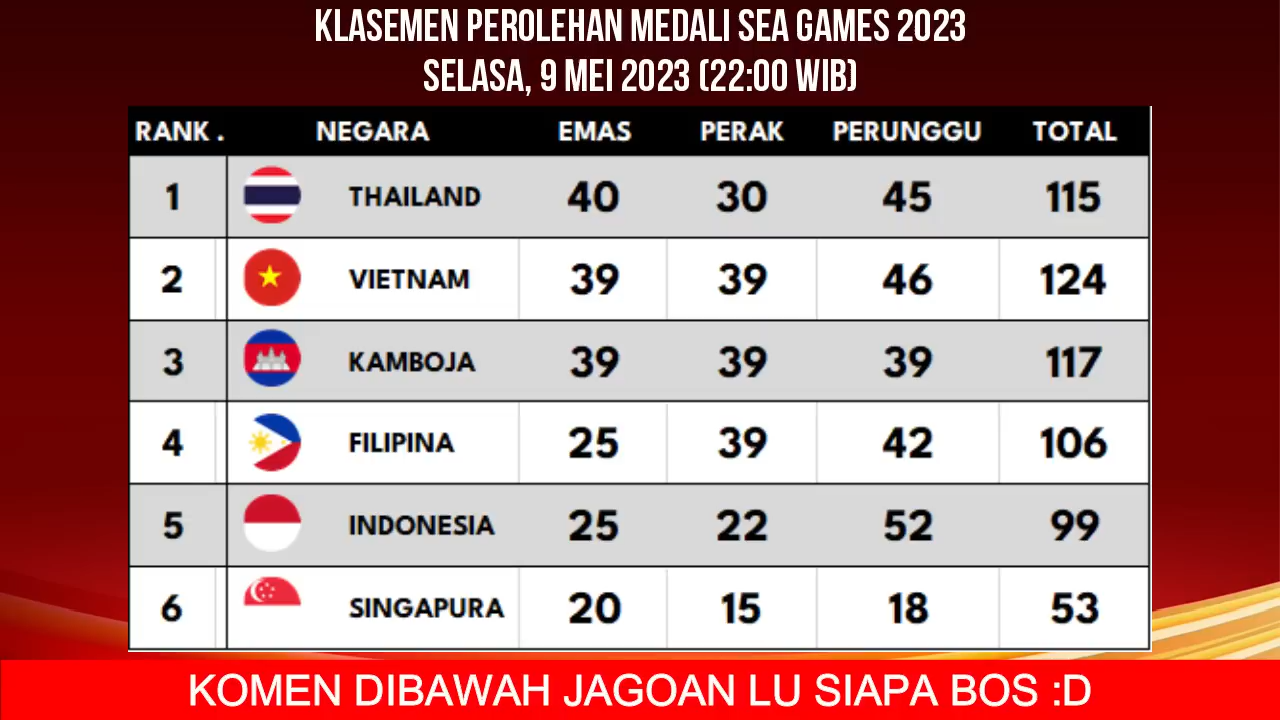 KLASEMEN PEROLEHAN MEDALI SEA GAMES 2023
SELASA, 9 MEI 2023 (22:00 WIB)
RANK . NEGARA EMAS PERAK PERUNGGU TOTAL
1 THAILAND 40 30 45 115
2 VIETNAM 39 39 46 124
3 KAMBOJA 39 39 39 117
4 FILIPINA 25 39 42 106
5 INDONESIA 25 22 52 99
6 SINGAPURA 20 15 18 53
KOMEN DIBAWAH JAGOAN LU SIAPA BOS :D